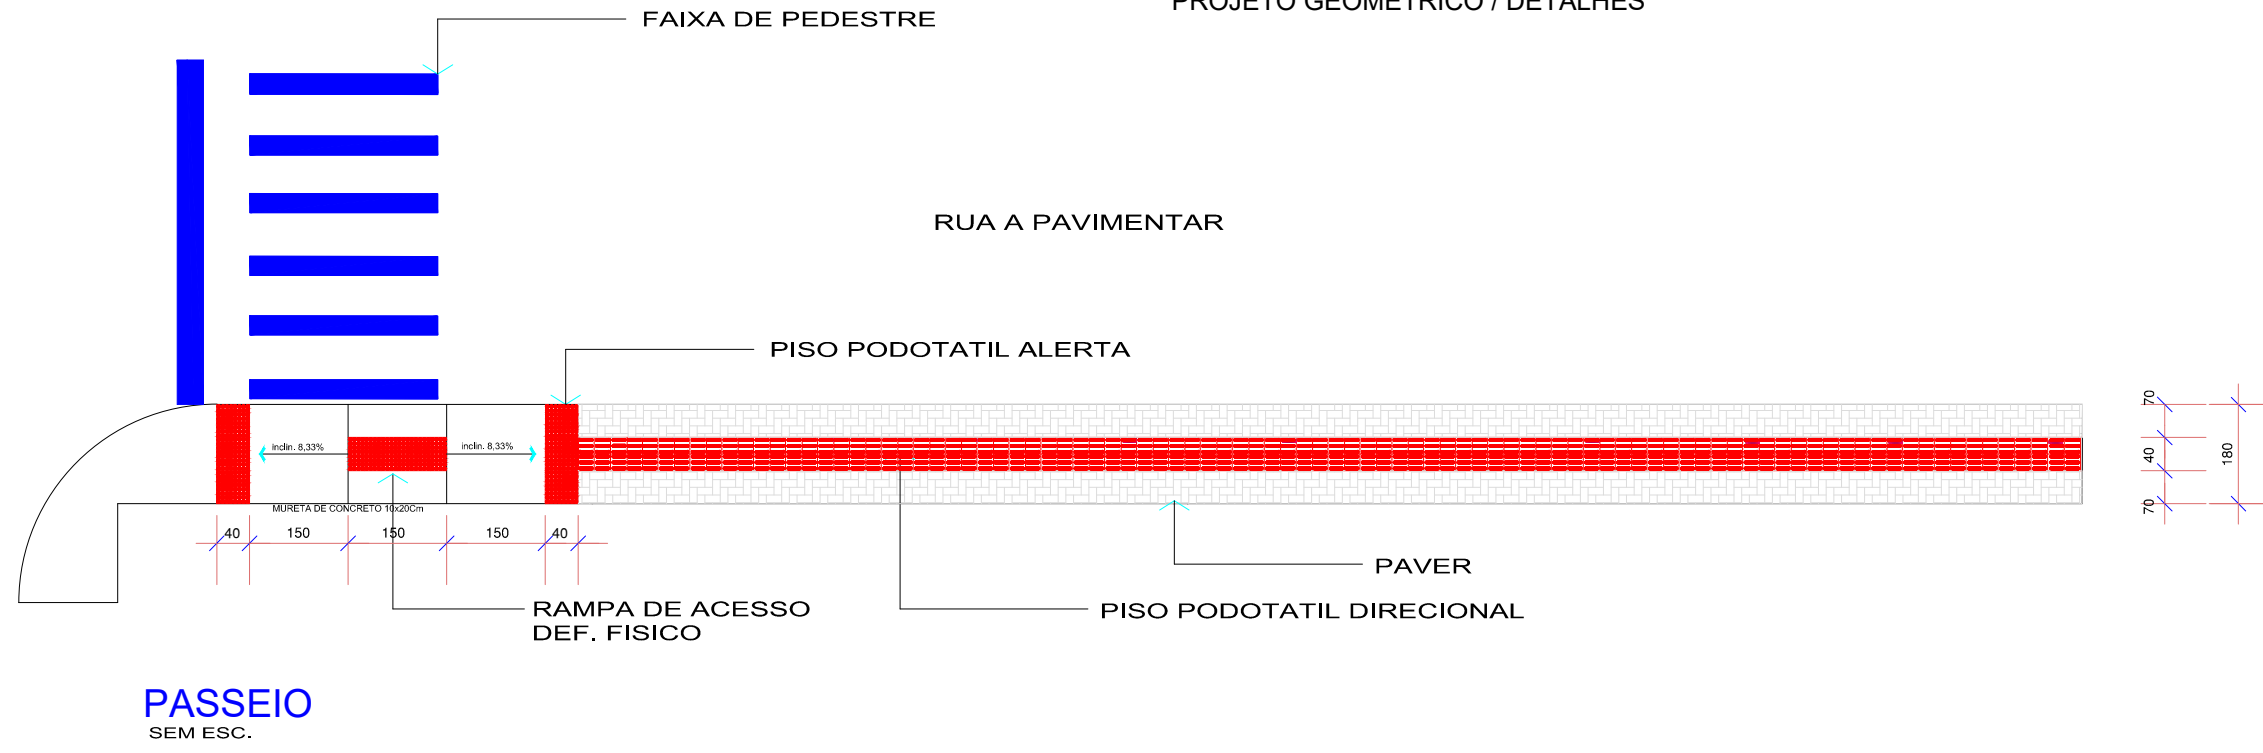 PROJETO GEOMÉTRICO / DETALHES
FAIXA DE PEDESTRE
RUA A PAVIMENTAR
PISO PODOTATIL ALERTA
inclin. 8,33%
inclin. 8,33%
MURETA DE CONCRETO 10x20Cm
40
150
150
150
40
70
40
70
180
PAVER
RAMPA DE ACESSO
DEF. FISICO
PISO PODOTATIL DIRECIONAL
PASSEIO
SEM ESC.